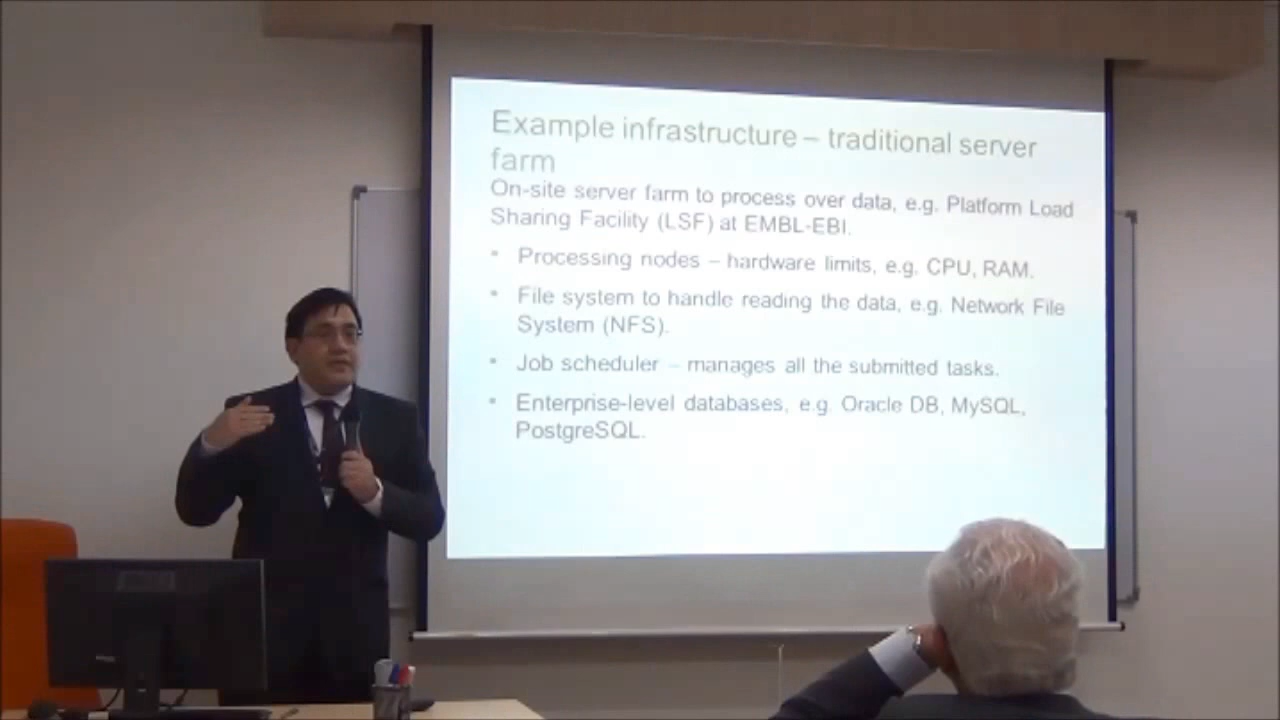 Example infrastructure – traditional server
farm
On-site server farm to process over data, e.g. Platform Load
Sharing Facility (LSF) at EMBL-EBI.
• Processing nodes – hardware limits, e.g. CPU, RAM.
• File system to handle reading the data, e.g. Network File
System (NFS).
• Job scheduler – manages all the submitted tasks.
• Enterprise-level databases, e.g. Oracle DB, MySQL,
PostgreSQL.